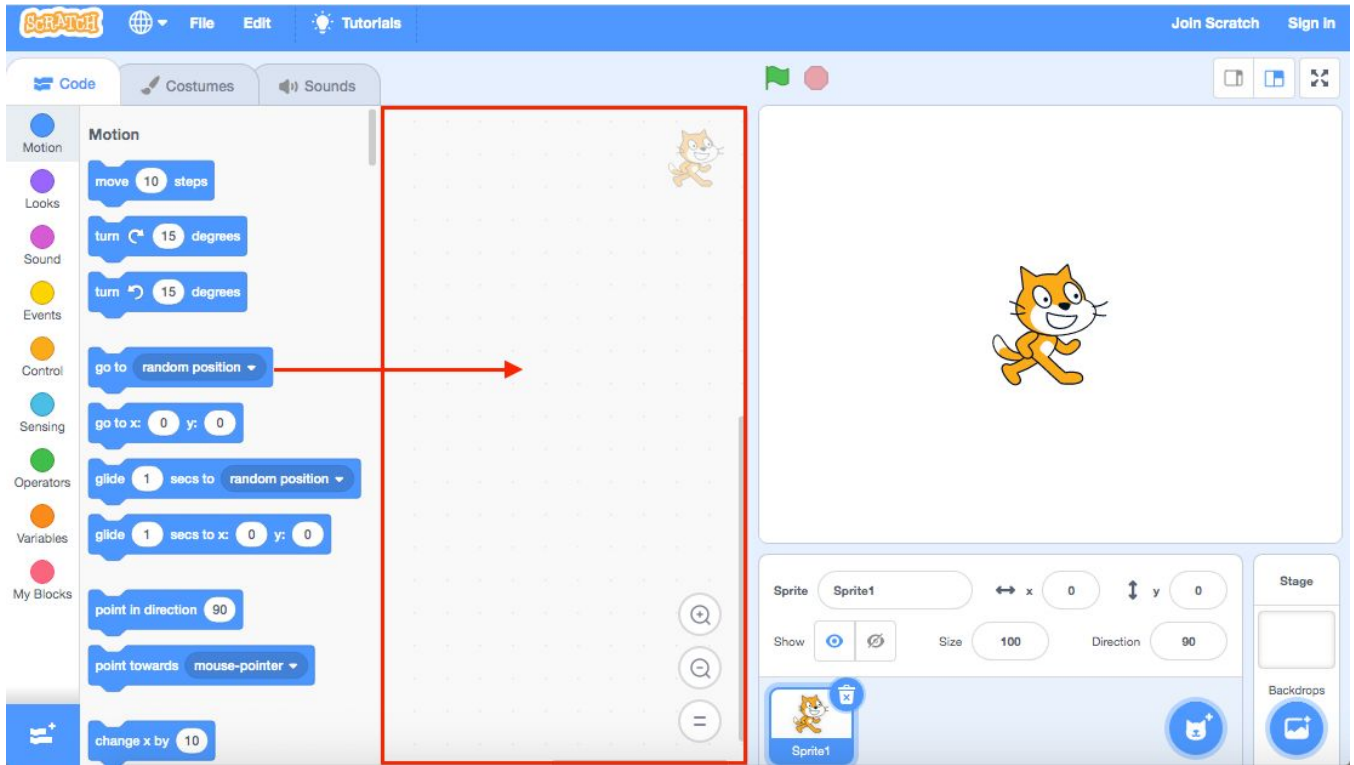 SCRATCH File Edit Tutorials Join Scratch Sign in
Code Costumes Sounds
Motion
Looks
Sound
Events
Control
Sensing
Operators
Variables
My Blocks
Motion
move 10 steps
turn 15 degrees
turn 15 degrees
go to random position
go to x: 0 y: 0
glide 1 secs to random position
glide 1 secs to x: 0 y: 0
point in direction 90
point towards mouse-pointer
change x by 10
Sprite Sprite1 x 0 y 0
Show Size 100 Direction 90
Sprite1
Stage
Backdrops